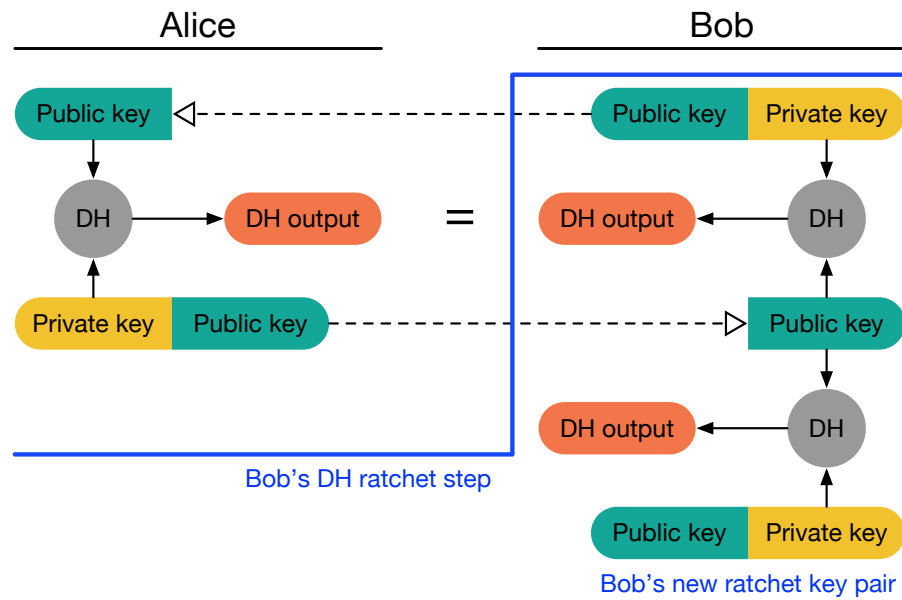 Alice
Bob
Public key
Public key
Private key
DH
DH output
=
DH output
DH
Private key
Public key
Public key
DH output
DH
Bob’s DH ratchet step
Public key
Private key
Bob’s new ratchet key pair